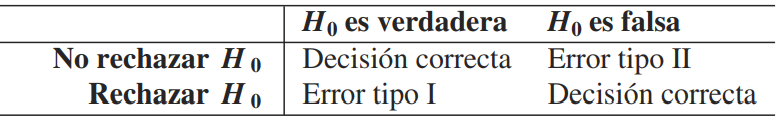 H0 es verdadera H0 es falsa
No rechazar H0 Decisión correcta Error tipo II
Rechazar H0 Error tipo I Decisión correcta